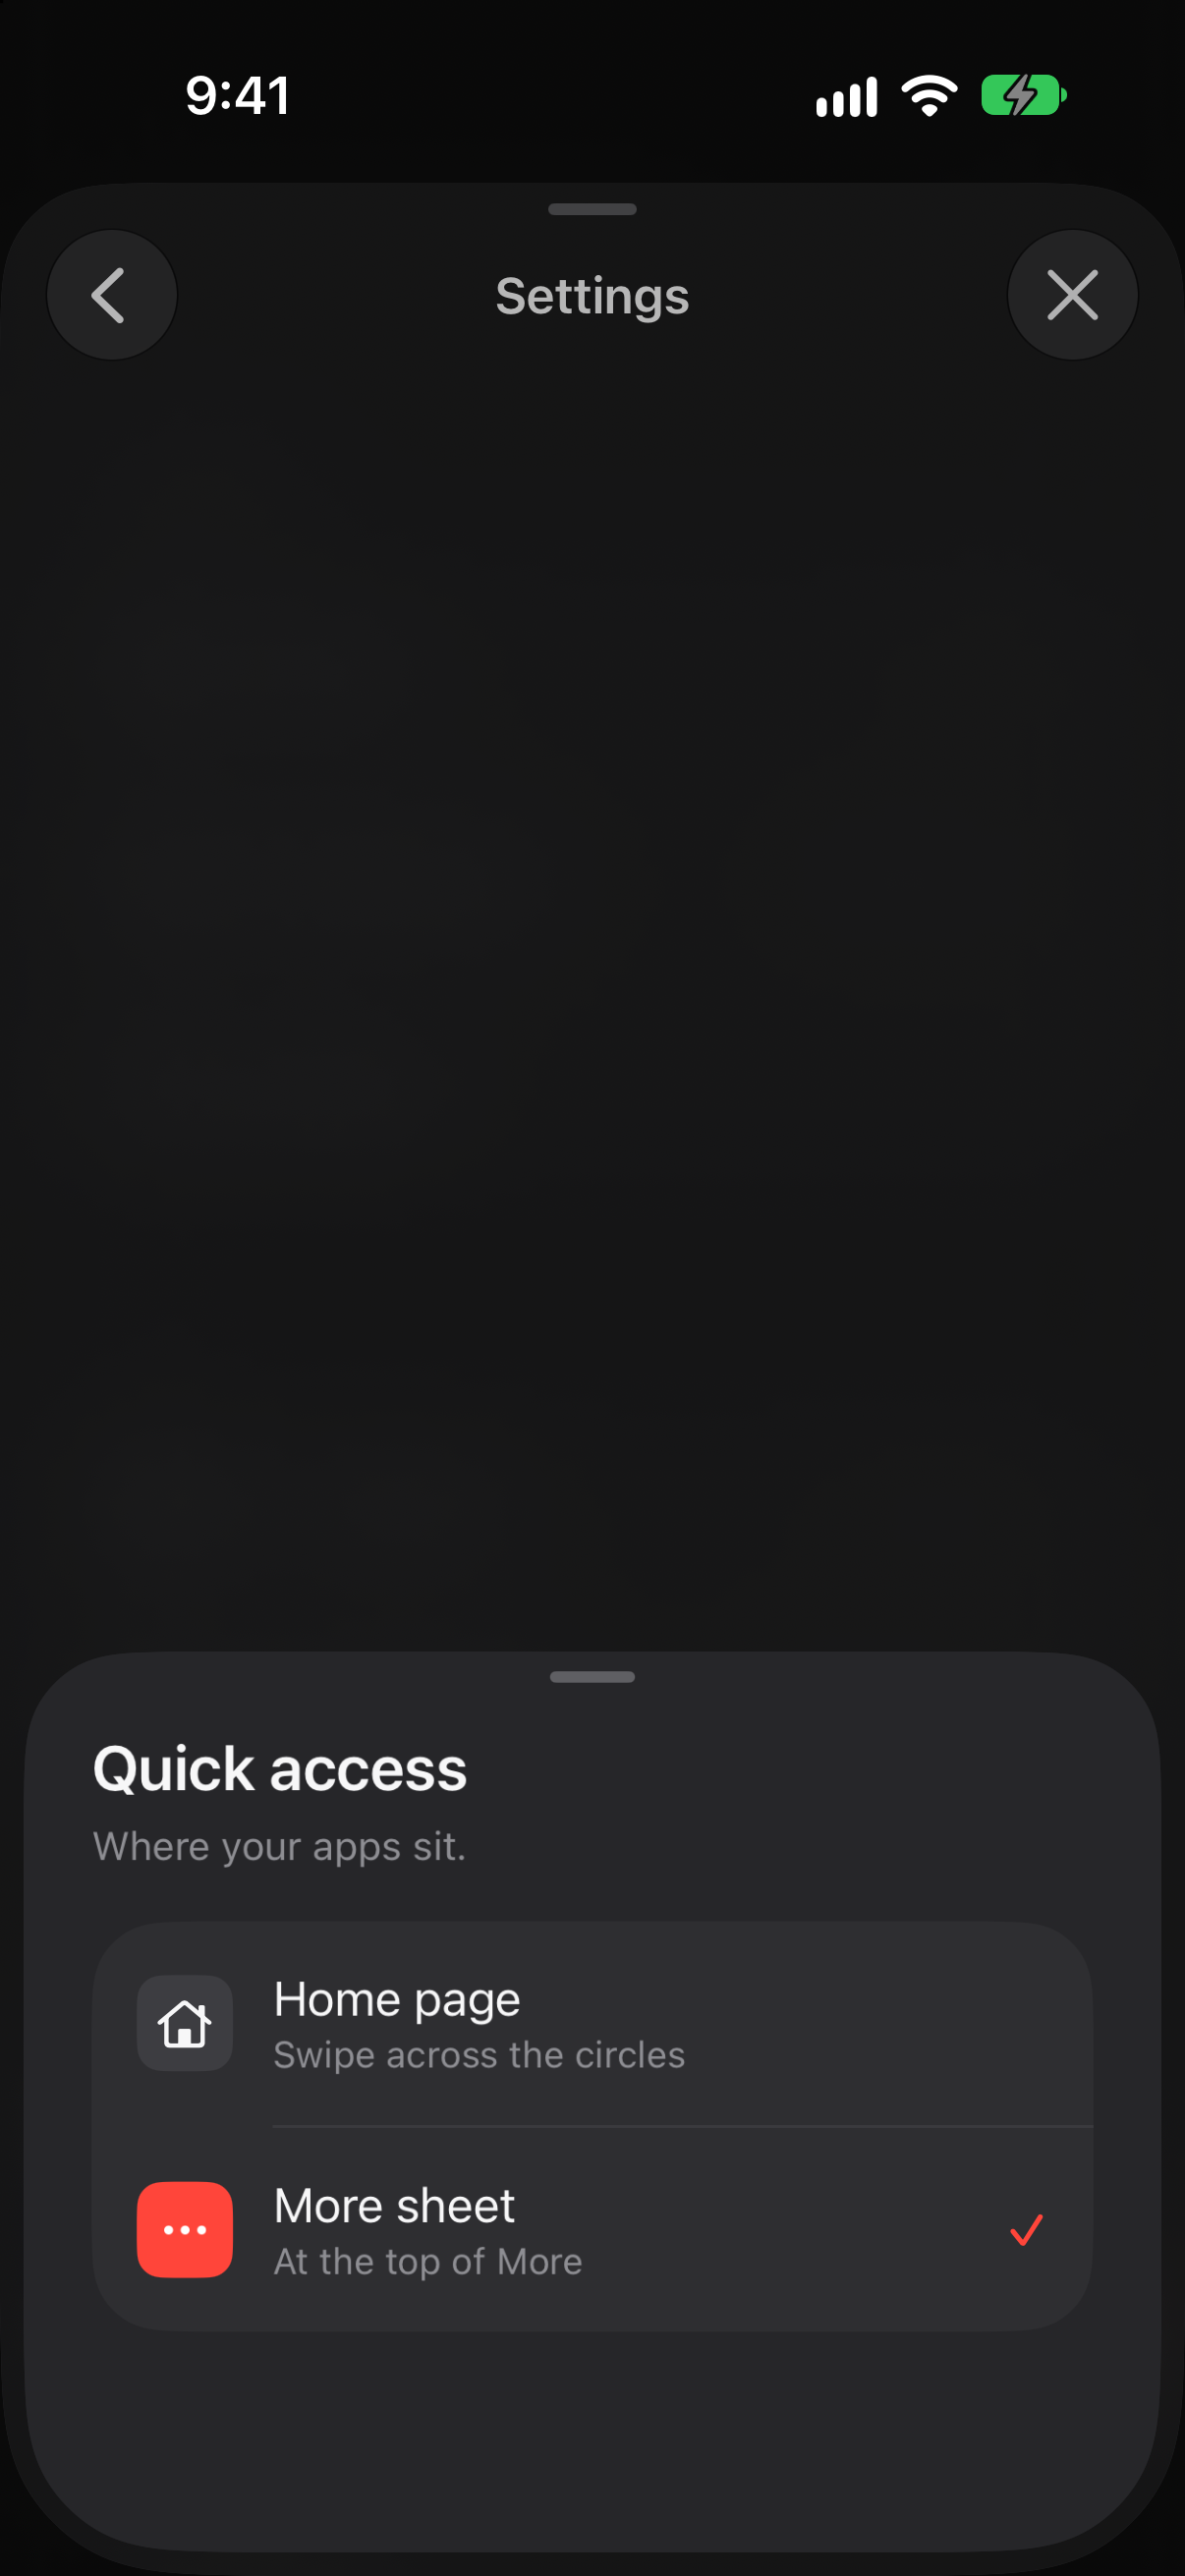 9:41
Settings
Quick access
Where your apps sit.
Home page
Swipe across the circles
More sheet
At the top of More